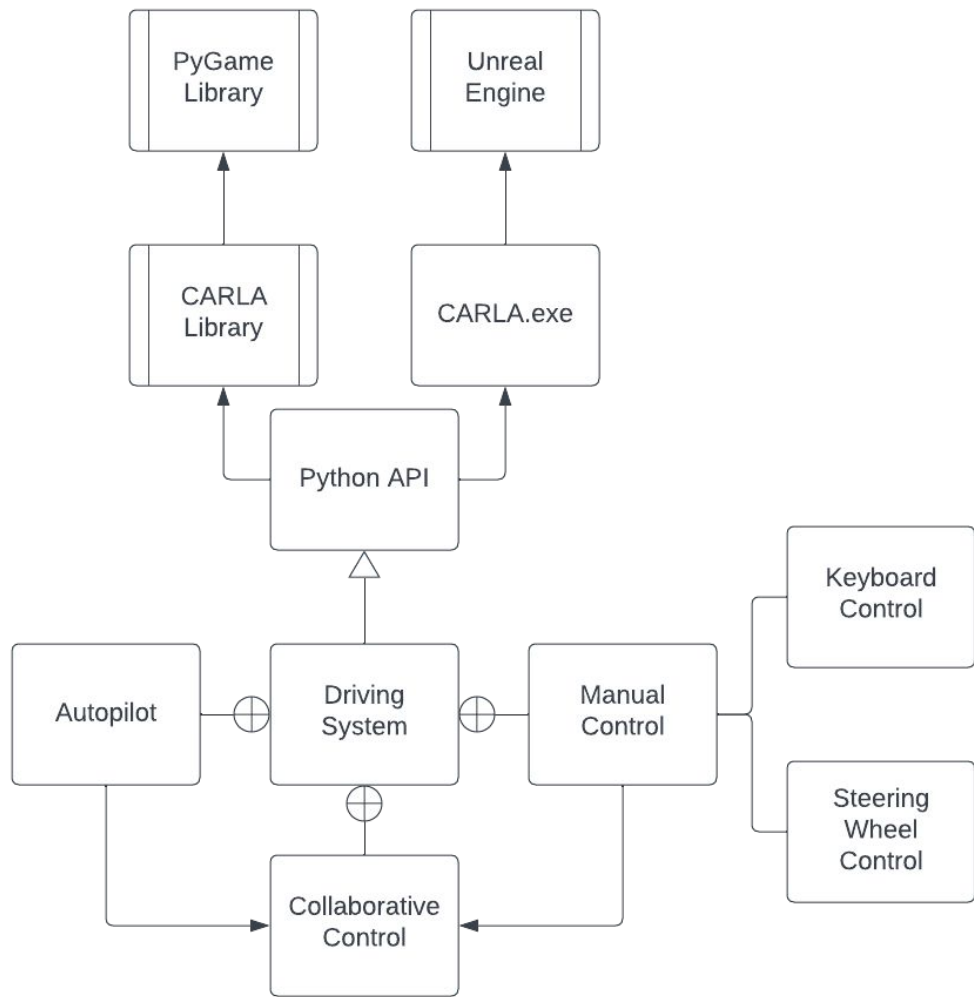 PyGame
Library
Unreal
Engine
CARLA
Library
CARLA.exe
Python API
Keyboard
Control
Autopilot
Driving
System
Manual
Control
Steering
Wheel
Control
Collaborative
Control